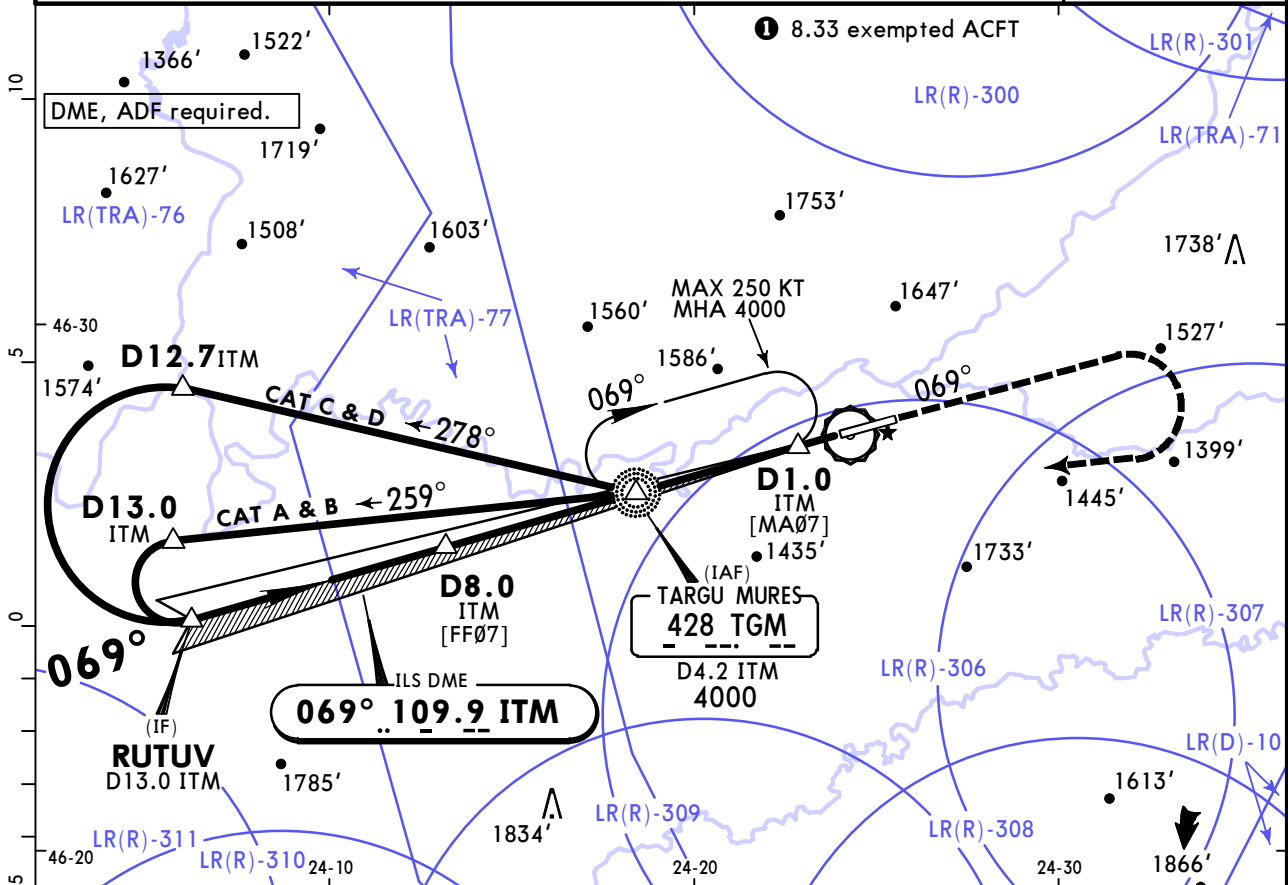 ❶ 8.33 exempted ACFT
1522'
1366'
LR(R)-301
LR(R)-300
10
DME, ADF required.
1719'
LR(TRA)-71
1627'
LR(TRA)-76
1753'
1508'
1603'
1738'
MAX 250 KT
MHA 4000
1647'
1560'
LR(TRA)-77
46-30
1527'
5
D12.7 ITM
1574'
1586'
069°
069°
CAT C & D
278°
1399'
D1.0
ITM
[MAØ7]
1445'
D13.0
ITM
CAT A & B
259°
1435'
1733'
(IAF)
TARGU MURES
428 TGM
D4.2 ITM
4000
D8.0
ITM
[FFØ7]
LR(R)-307
0
069°
LR(R)-306
ILS DME
069° 109.9 ITM
(IF)
RUTUV
D13.0 ITM
LR(D)-10
1785'
1613'
1834'
LR(R)-309
LR(R)-308
LR(R)-311
LR(R)-310
46-20
24-10
24-20
24-30
1866'
5